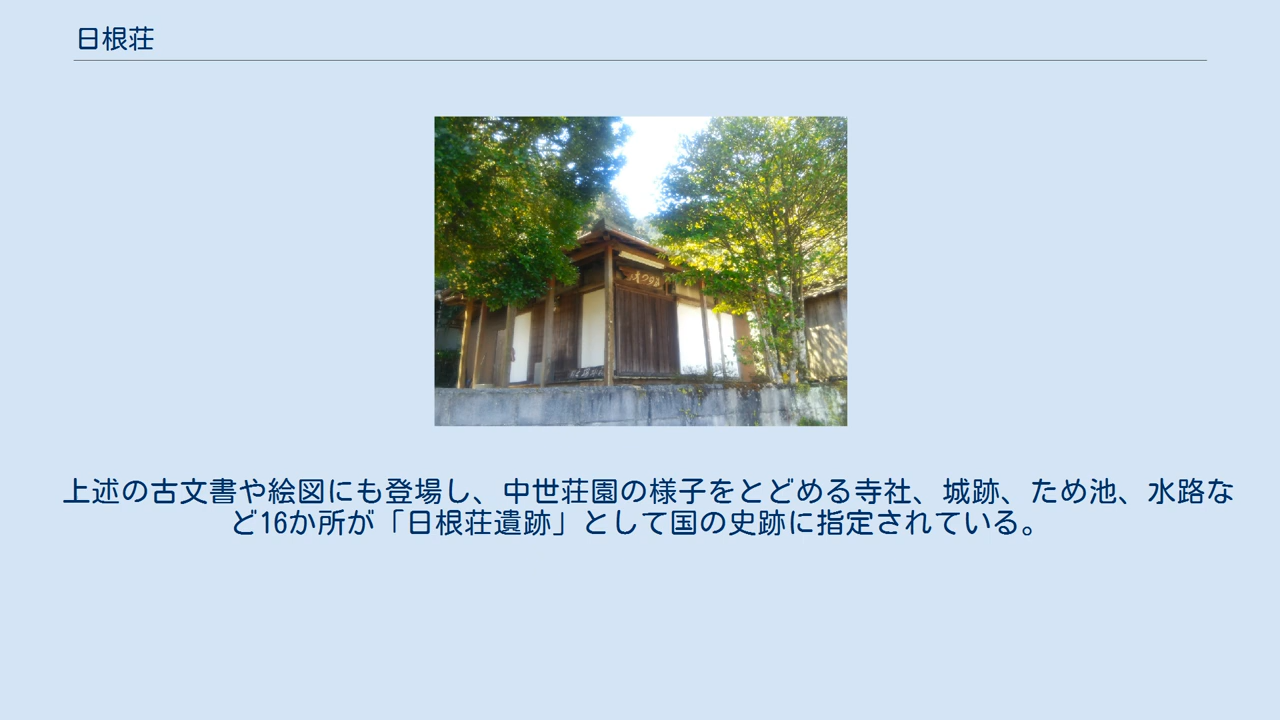 日根荘
上述の古文書や絵図にも登場し、中世荘園の様子をとどめる寺社、城跡、ため池、水路な
ど16か所が「日根荘遺跡」として国の史跡に指定されている。